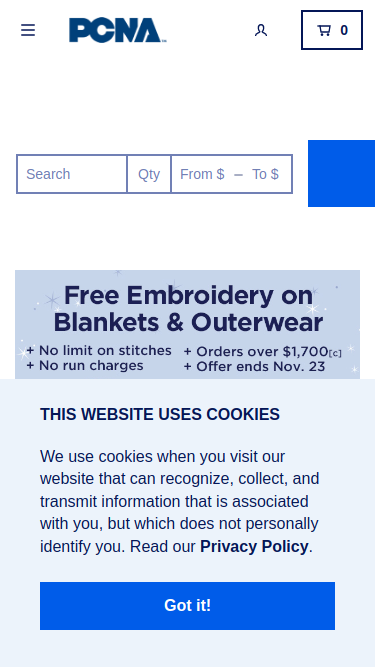 PCNA
0
Search Qty From $ – To $
Free Embroidery on
Blankets & Outerwear
+ No limit on stitches + Orders over $1,700[c]
+ No run charges + Offer ends Nov. 23
THIS WEBSITE USES COOKIES
We use cookies when you visit our
website that can recognize, collect, and
transmit information that is associated
with you, but which does not personally
identify you. Read our Privacy Policy.
Got it!